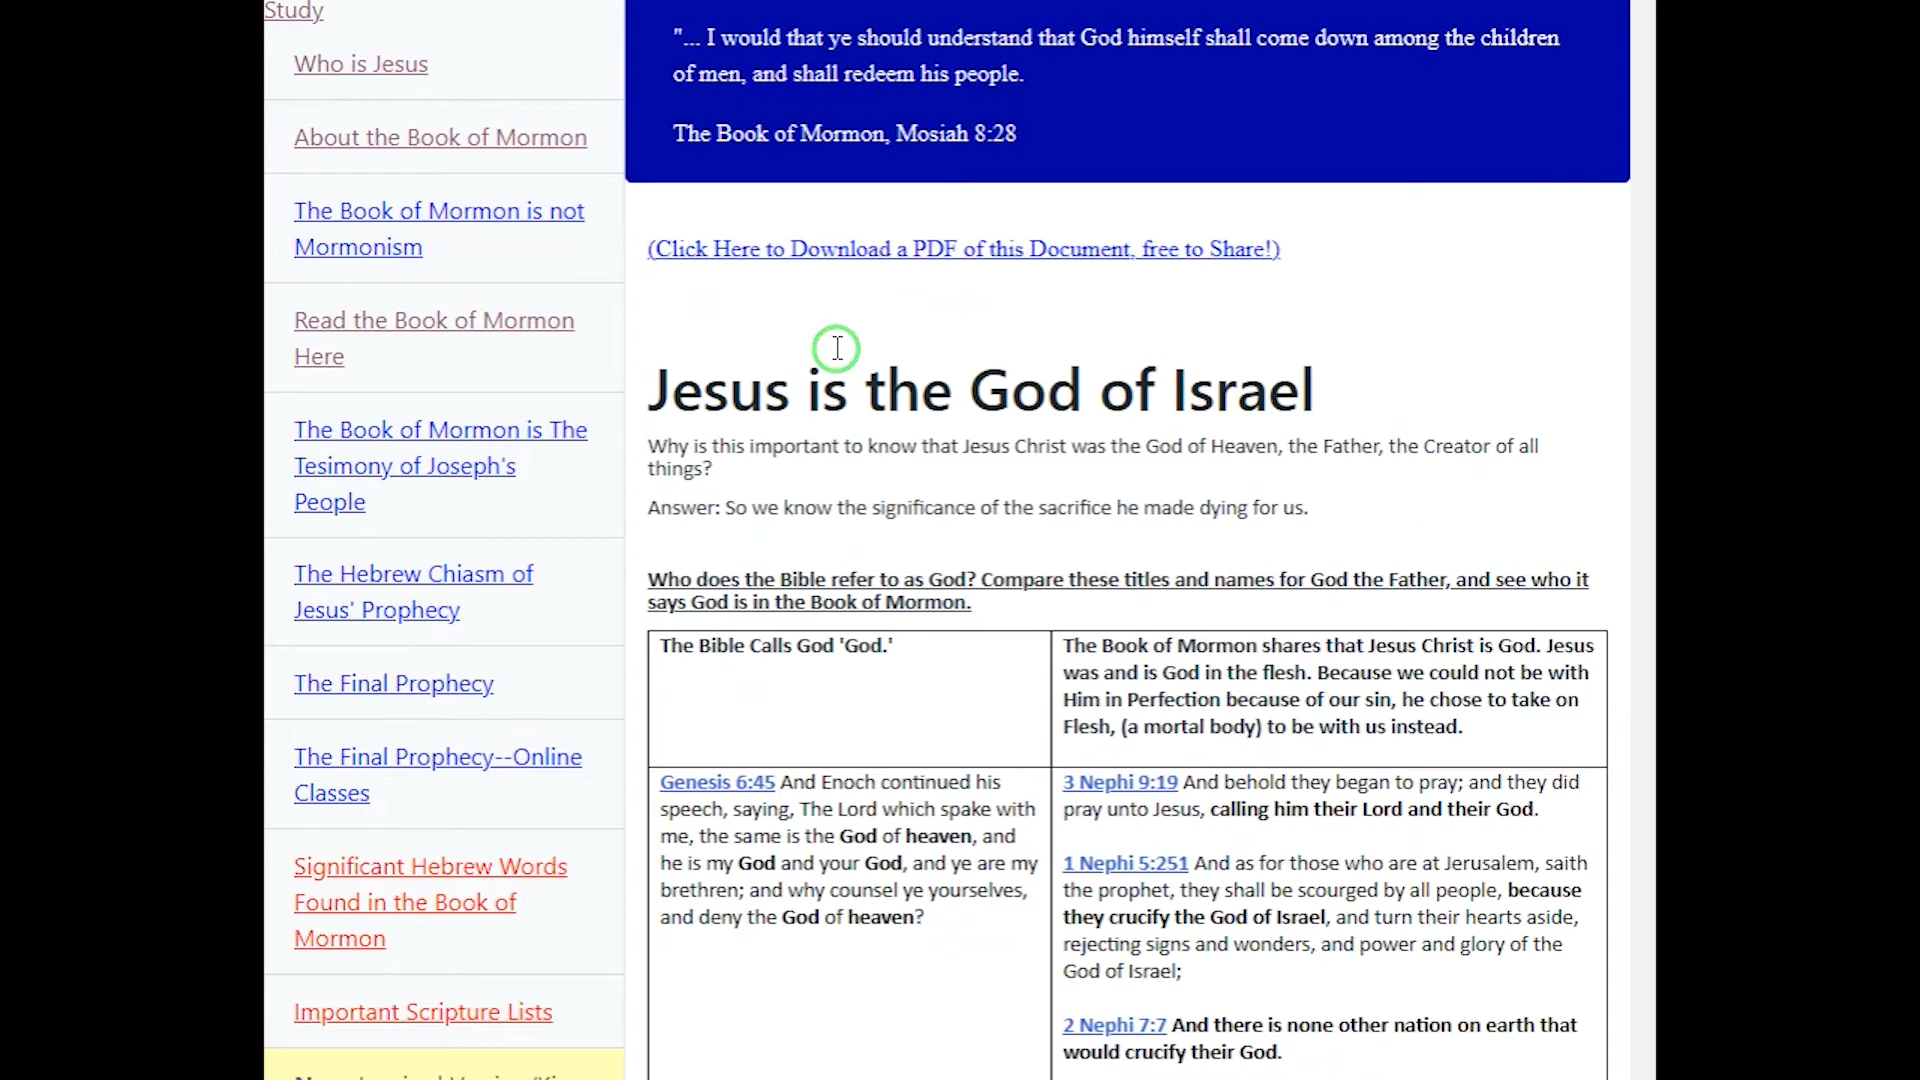 Study
Who is Jesus
About the Book of Mormon
The Book of Mormon is not
Mormonism
Read the Book of Mormon
Here
The Book of Mormon is The
Tesimony of Joseph's
People
The Hebrew Chiasm of
Jesus' Prophecy
The Final Prophecy
The Final Prophecy--Online
Classes
Significant Hebrew Words
Found in the Book of
Mormon
Important Scripture Lists
"... I would that ye should understand that God himself shall come down among the children
of men, and shall redeem his people.
The Book of Mormon, Mosiah 8:28
(Click Here to Download a PDF of this Document, free to Share!)
Jesus is the God of Israel
Why is this important to know that Jesus Christ was the God of Heaven, the Father, the Creator of all
things?
Answer: So we know the significance of the sacrifice he made dying for us.
Who does the Bible refer to as God? Compare these titles and names for God the Father, and see who it
says God is in the Book of Mormon.
The Bible Calls God 'God.'
The Book of Mormon shares that Jesus Christ is God. Jesus
was and is God in the flesh. Because we could not be with
Him in Perfection because of our sin, he chose to take on
Flesh, (a mortal body) to be with us instead.
Genesis 6:45 And Enoch continued his
speech, saying, The Lord which spake with
me, the same is the God of heaven, and
he is my God and your God, and ye are my
brethren; and why counsel ye yourselves,
and deny the God of heaven?
3 Nephi 9:19 And behold they began to pray; and they did
pray unto Jesus, calling him their Lord and their God.
1 Nephi 5:251 And as for those who are at Jerusalem, saith
the prophet, they shall be scourged by all people, because
they crucify the God of Israel, and turn their hearts aside,
rejecting signs and wonders, and power and glory of the
God of Israel;
2 Nephi 7:7 And there is none other nation on earth that
would crucify their God.